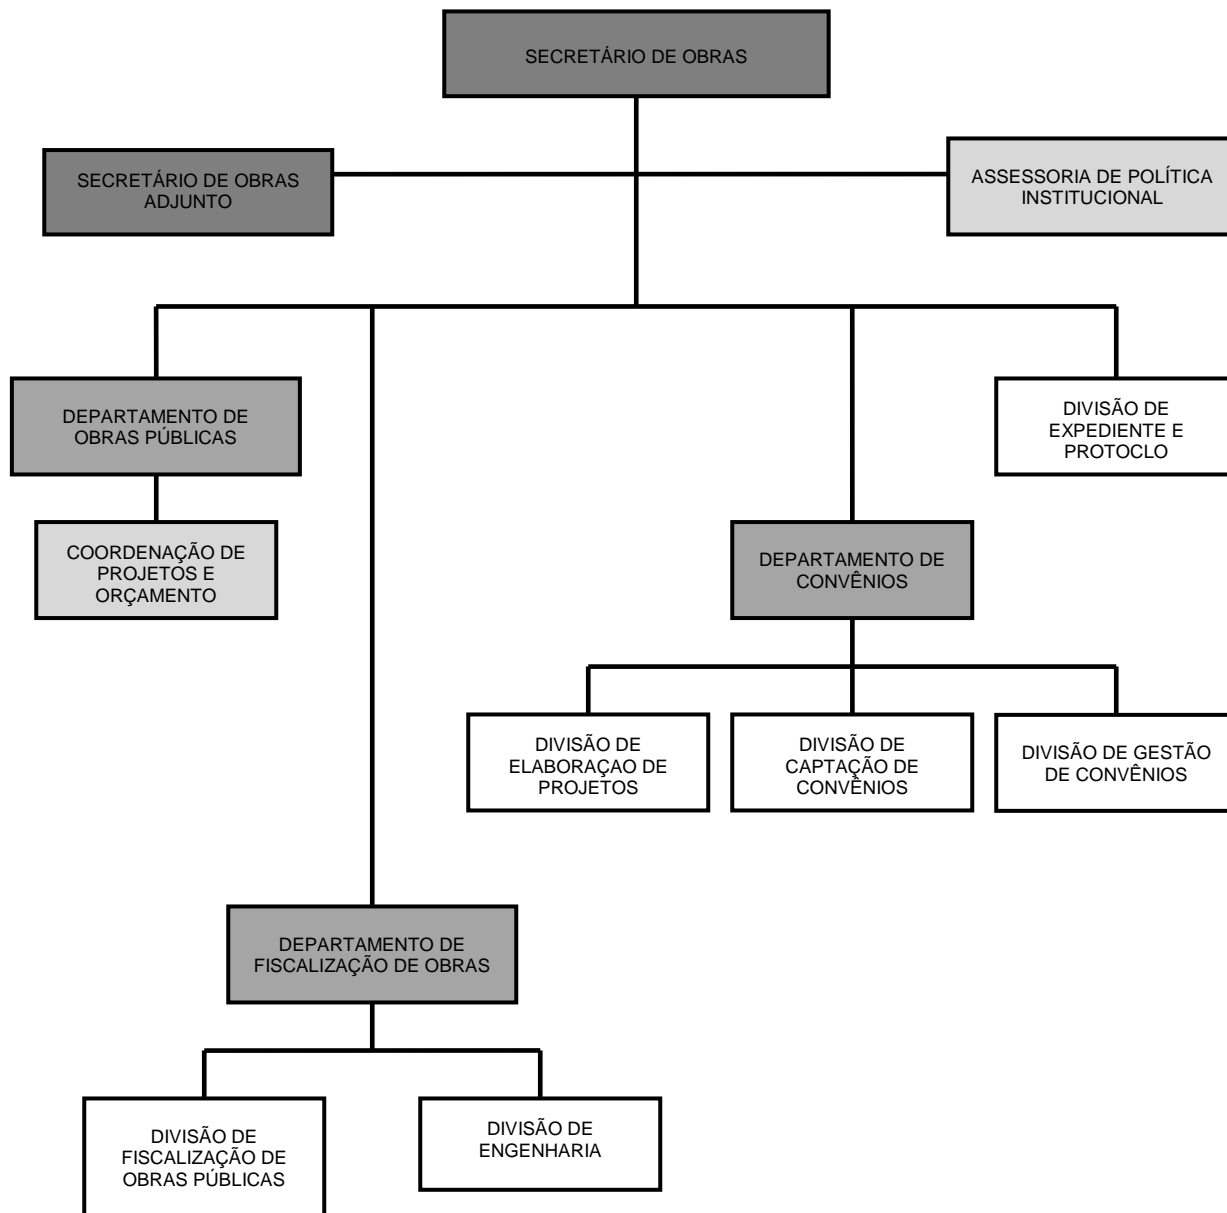 SECRETÁRIO DE OBRAS
SECRETÁRIO DE OBRAS
ADJUNTO
ASSESSORIA DE POLÍTICA
INSTITUCIONAL
DEPARTAMENTO DE
OBRAS PÚBLICAS
DIVISÃO DE
EXPEDIENTE E
PROTOCLO
COORDENAÇÃO DE
PROJETOS E
ORÇAMENTO
DEPARTAMENTO DE
CONVÊNIOS
DIVISÃO DE
ELABORAÇAO DE
PROJETOS
DIVISÃO DE
CAPTAÇÃO DE
CONVÊNIOS
DIVISÃO DE GESTÃO
DE CONVÊNIOS
DEPARTAMENTO DE
FISCALIZAÇÃO DE OBRAS
DIVISÃO DE
FISCALIZAÇÃO DE
OBRAS PÚBLICAS
DIVISÃO DE
ENGENHARIA